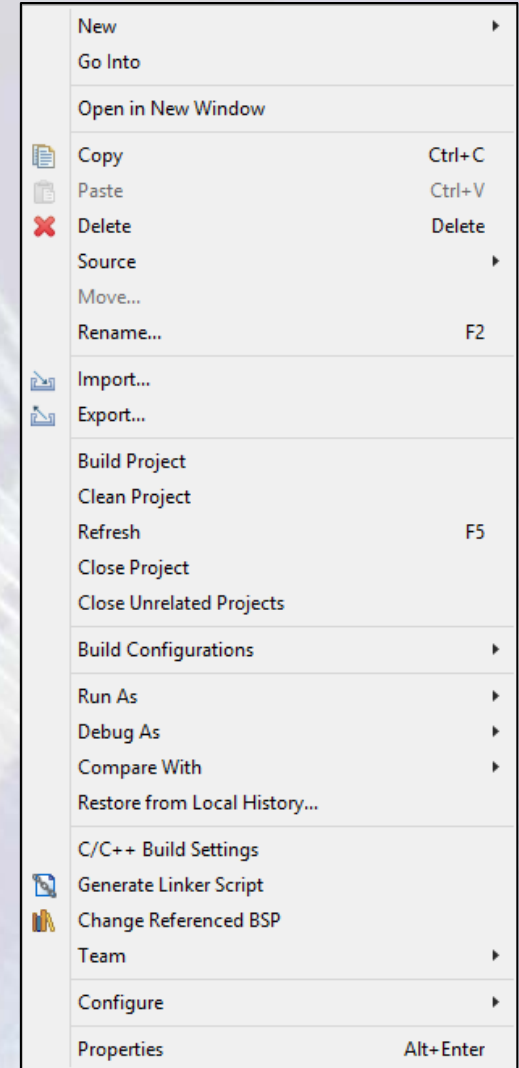 New
Go Into
Open in New Window
Copy Ctrl+C
Paste Ctrl+V
Delete Delete
Source
Move...
Rename... F2
Import...
Export...
Build Project
Clean Project
Refresh F5
Close Project
Close Unrelated Projects
Build Configurations
Run As
Debug As
Compare With
Restore from Local History...
C/C++ Build Settings
Generate Linker Script
Change Referenced BSP
Team
Configure
Properties Alt+Enter